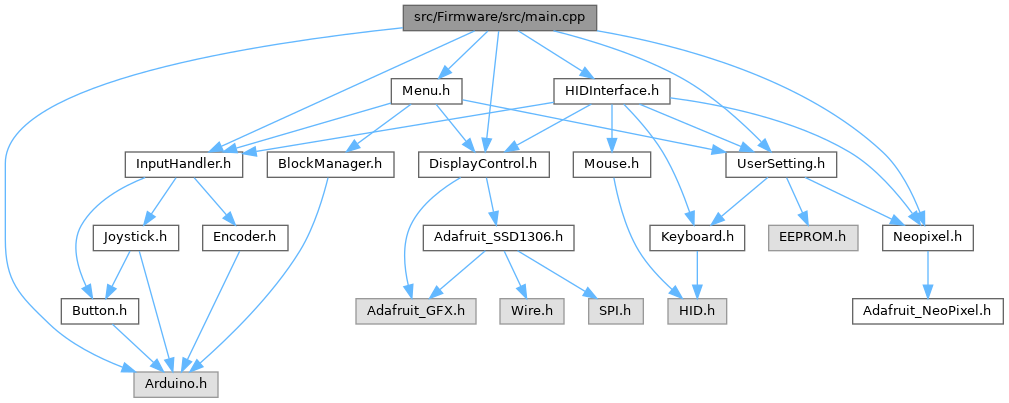 src/Firmware/src/main.cpp
Menu.h
HIDInterface.h
InputHandler.h
BlockManager.h
DisplayControl.h
Mouse.h
UserSetting.h
Joystick.h
Encoder.h
Adafruit_SSD1306.h
Keyboard.h
EEPROM.h
Neopixel.h
Button.h
Adafruit_GFX.h
Wire.h
SPI.h
HID.h
Adafruit_NeoPixel.h
Arduino.h